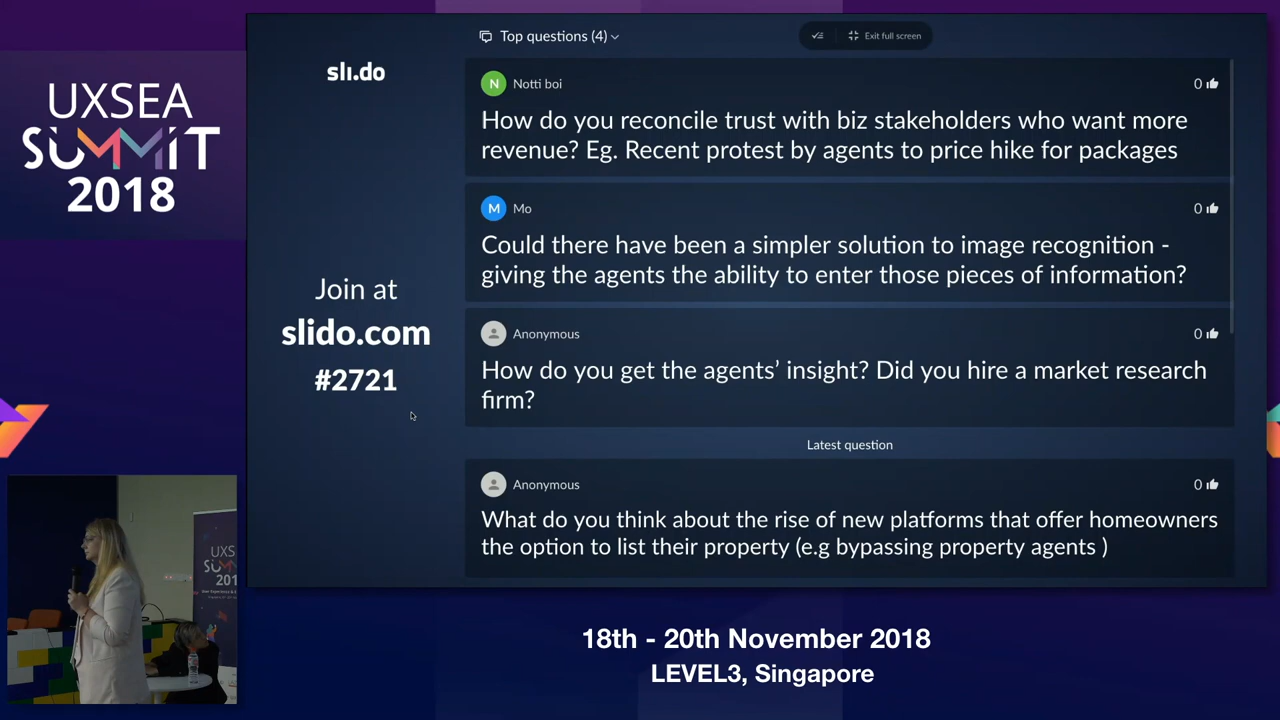 UXSEA
SUMMIT
2018
sli.do
Join at
slido.com
#2721
Top questions (4)
Exit full screen
N Notti boi 0
How do you reconcile trust with biz stakeholders who want more
revenue? Eg. Recent protest by agents to price hike for packages
M Mo 0
Could there have been a simpler solution to image recognition -
giving the agents the ability to enter those pieces of information?
Anonymous 0
How do you get the agents’ insight? Did you hire a market research
firm?
Latest question
Anonymous 0
What do you think about the rise of new platforms that offer homeowners
the option to list their property (e.g bypassing property agents )
UXS
SU
201
18th - 20th November 2018
LEVEL3, Singapore